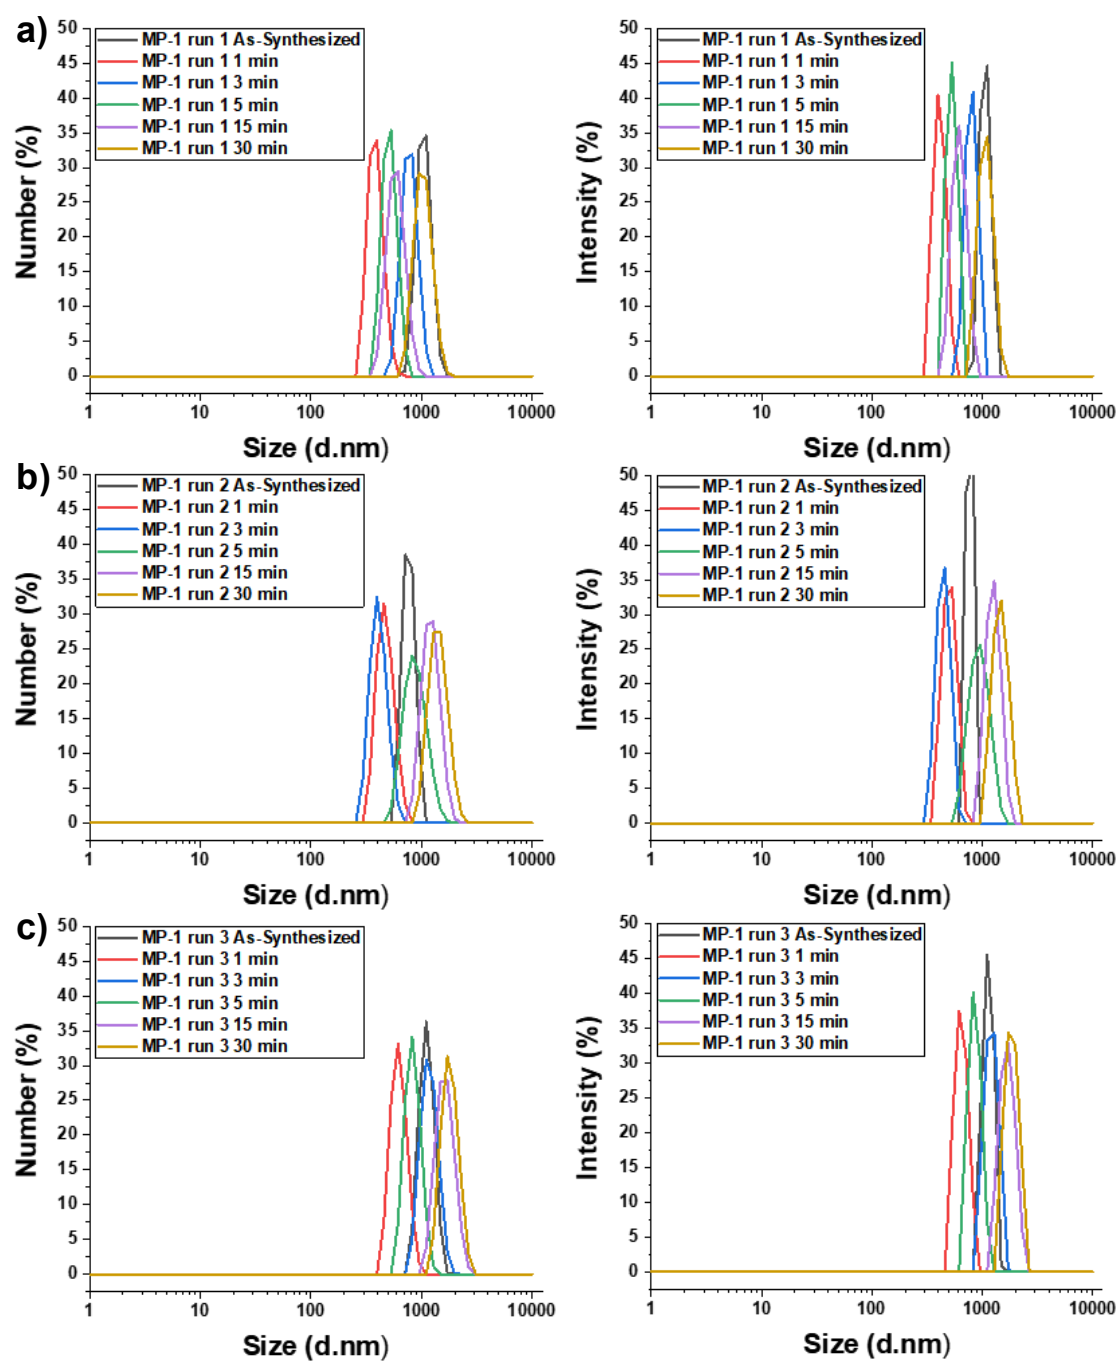 a)
50
45
40
35
30
25
20
15
10
5
0
Number (%)
MP-1 run 1 As-Synthesized
MP-1 run 1 1 min
MP-1 run 1 3 min
MP-1 run 1 5 min
MP-1 run 1 15 min
MP-1 run 1 30 min
1 10 100 1000 10000
Size (d.nm)
50
45
40
35
30
25
20
15
10
5
0
Intensity (%)
MP-1 run 1 As-Synthesized
MP-1 run 1 1 min
MP-1 run 1 3 min
MP-1 run 1 5 min
MP-1 run 1 15 min
MP-1 run 1 30 min
1 10 100 1000 10000
Size (d.nm)
b)
50
45
40
35
30
25
20
15
10
5
0
Number (%)
MP-1 run 2 As-Synthesized
MP-1 run 2 1 min
MP-1 run 2 3 min
MP-1 run 2 5 min
MP-1 run 2 15 min
MP-1 run 2 30 min
1 10 100 1000 10000
Size (d.nm)
50
45
40
35
30
25
20
15
10
5
0
Intensity (%)
MP-1 run 2 As-Synthesized
MP-1 run 2 1 min
MP-1 run 2 3 min
MP-1 run 2 5 min
MP-1 run 2 15 min
MP-1 run 2 30 min
1 10 100 1000 10000
Size (d.nm)
c)
50
45
40
35
30
25
20
15
10
5
0
Number (%)
MP-1 run 3 As-Synthesized
MP-1 run 3 1 min
MP-1 run 3 3 min
MP-1 run 3 5 min
MP-1 run 3 15 min
MP-1 run 3 30 min
1 10 100 1000 10000
Size (d.nm)
50
45
40
35
30
25
20
15
10
5
0
Intensity (%)
MP-1 run 3 As-Synthesized
MP-1 run 3 1 min
MP-1 run 3 3 min
MP-1 run 3 5 min
MP-1 run 3 15 min
MP-1 run 3 30 min
1 10 100 1000 10000
Size (d.nm)